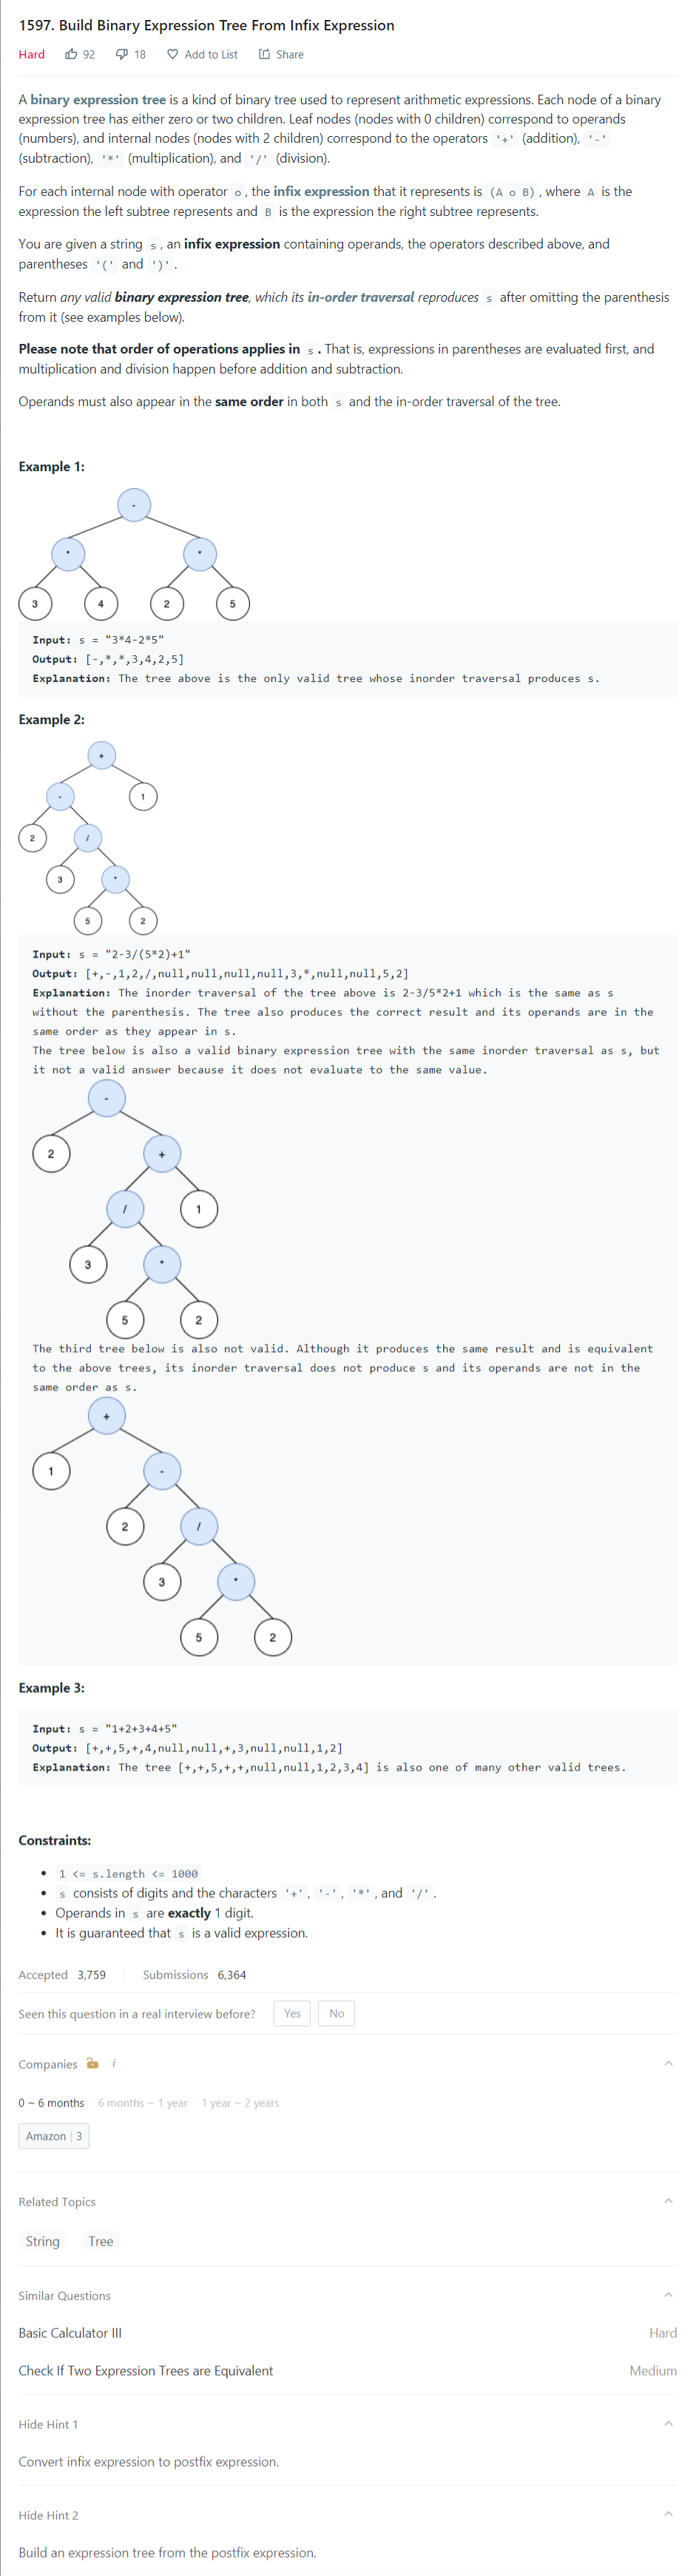 1597. Build Binary Expression Tree From Infix Expression
Hard 92 18 Add to List Share
A binary expression tree is a kind of binary tree used to represent arithmetic expressions. Each node of a binary
expression tree has either zero or two children. Leaf nodes (nodes with 0 children) correspond to operands
(numbers), and internal nodes (nodes with 2 children) correspond to the operators '+' (addition), '-'
(subtraction), '*' (multiplication), and '/' (division).
For each internal node with operator o, the infix expression that it represents is (A o B), where A is the
expression the left subtree represents and B is the expression the right subtree represents.
You are given a string s, an infix expression containing operands, the operators described above, and
parentheses '(' and ')'.
Return any valid binary expression tree, which its in-order traversal reproduces s after omitting the parenthesis
from it (see examples below).
Please note that order of operations applies in s. That is, expressions in parentheses are evaluated first, and
multiplication and division happen before addition and subtraction.
Operands must also appear in the same order in both s and the in-order traversal of the tree.
Example 1:
-
* *
3 4 2 5
Input: s = "3*4-2*5"
Output: [-,*,*,3,4,2,5]
Explanation: The tree above is the only valid tree whose inorder traversal produces s.
Example 2:
+
- 1
2 /
3 *
5 2
Input: s = "2-3/(5*2)+1"
Output: [+,-,1,2,/,null,null,null,null,3,*,null,null,5,2]
Explanation: The inorder traversal of the tree above is 2-3/5*2+1 which is the same as s
without the parenthesis. The tree also produces the correct result and its operands are in the
same order as they appear in s.
The tree below is also a valid binary expression tree with the same inorder traversal as s, but
it not a valid answer because it does not evaluate to the same value.
-
2 +
/ 1
3 *
5 2
The third tree below is also not valid. Although it produces the same result and is equivalent
to the above trees, its inorder traversal does not produce s and its operands are not in the
same order as s.
+
1 -
2 /
3 *
5 2
Example 3:
Input: s = "1+2+3+4+5"
Output: [+,+,5,+,4,null,null,+,3,null,null,1,2]
Explanation: The tree [+,+,5,+,+,null,null,1,2,3,4] is also one of many other valid trees.
Constraints:
• 1 <= s.length <= 1000
• s consists of digits and the characters '+', '-', '*', and '/'.
• Operands in s are exactly 1 digit.
• It is guaranteed that s is a valid expression.
Accepted 3,759 Submissions 6,364
Seen this question in a real interview before? Yes No
Companies i
0 ~ 6 months 6 months ~ 1 year 1 year ~ 2 years
Amazon | 3
Related Topics
String Tree
Similar Questions
Basic Calculator III Hard
Check If Two Expression Trees are Equivalent Medium
Hide Hint 1
Convert infix expression to postfix expression.
Hide Hint 2
Build an expression tree from the postfix expression.